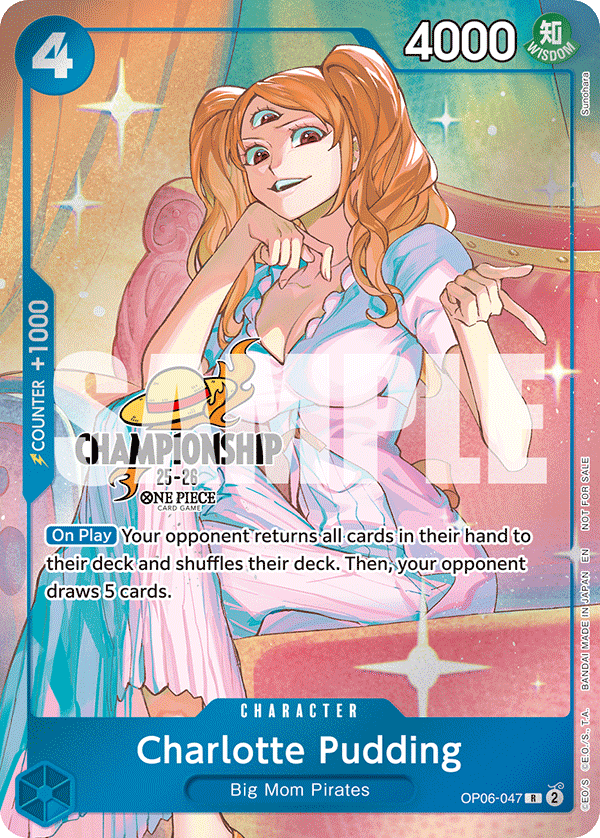 4
4000
知
WISDOM
Sunohara
COUNTER +1000
SAMPLE
CHAMPIONSHIP
25-26
ONE PIECE
CARD GAME
On Play Your opponent returns all cards in their hand to
their deck and shuffles their deck. Then, your opponent
draws 5 cards.
©E.O./S. ©E.O./S., T.A. BANDAI MADE IN JAPAN EN NOT FOR SALE
CHARACTER
Charlotte Pudding
Big Mom Pirates
OP06-047 R 2